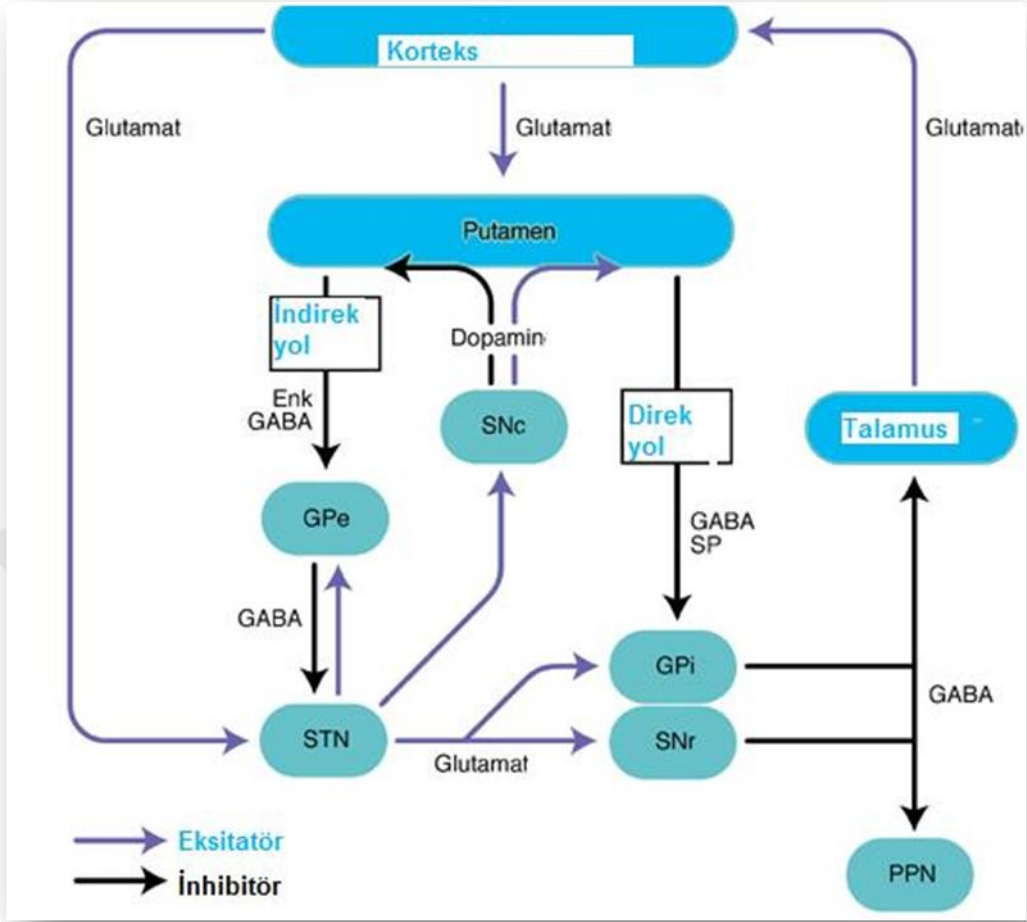 Korteks
Glutamat
Glutamat
Glutamat
Putamen
İndirek
yol
Dopamin
Enk
GABA
SNc
Direk
yol
Talamus
GPe
GABA
SP
GABA
GPi
GABA
STN
SNr
Glutamat
Eksitatör
İnhibitör
PPN